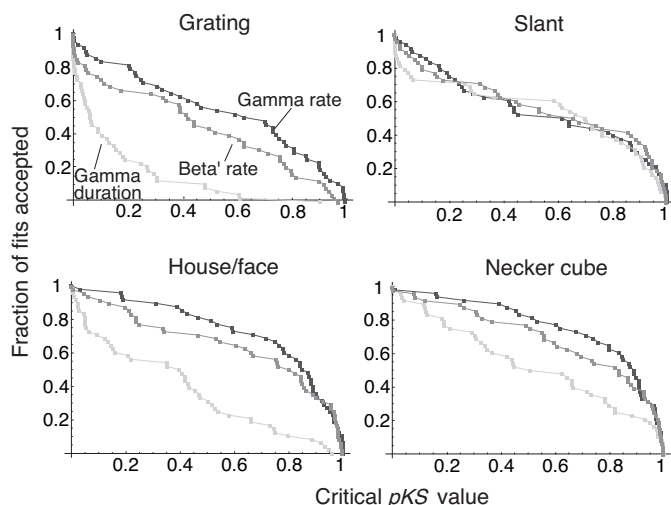 Grating
Slant
1
0.8
0.6
0.4
0.2
Gamma rate
Beta' rate
Gamma
duration
0.2 0.4 0.6 0.8 1
1
0.8
0.6
0.4
0.2
0.2 0.4 0.6 0.8 1
Fraction of fits accepted
House/face
Necker cube
1
0.8
0.6
0.4
0.2
0.2 0.4 0.6 0.8 1
1
0.8
0.6
0.4
0.2
0.2 0.4 0.6 0.8 1
Critical pKS value